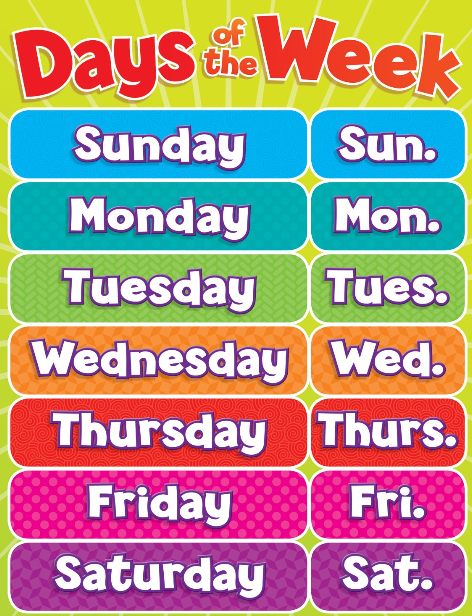 Days of the Week
Sunday Sun.
Monday Mon.
Tuesday Tues.
Wednesday Wed.
Thursday Thurs.
Friday Fri.
Saturday Sat.